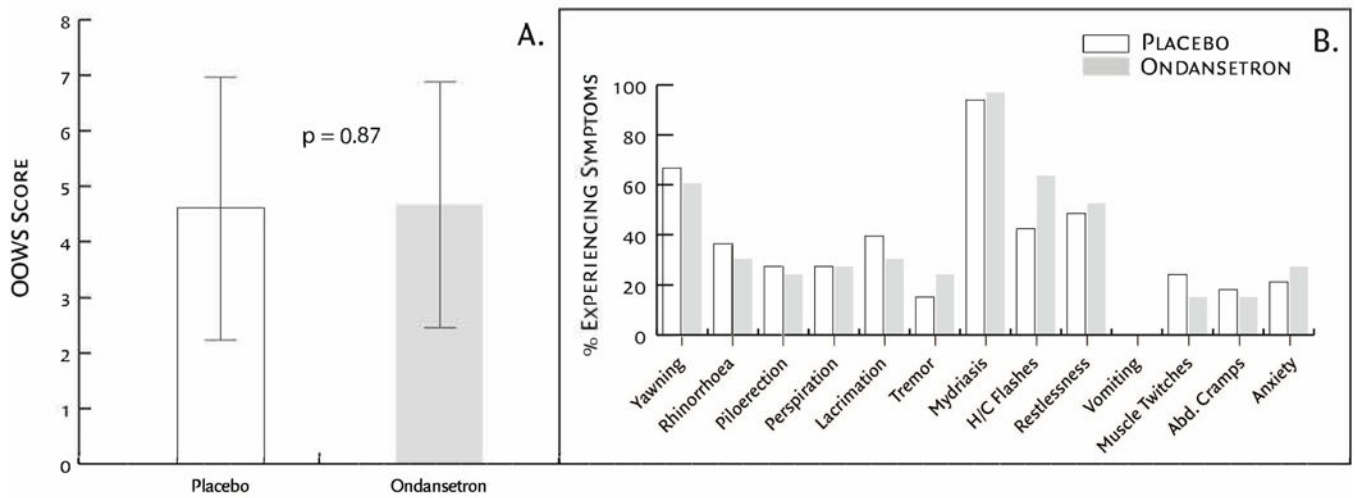 A.
OOWS SCORE
8
7
6
5
4
3
2
1
0
p = 0.87
Placebo
Ondansetron
B.
PLACEBO
ONDANSETRON
% EXPERIENCING SYMPTOMS
100
80
60
40
20
0
Yawning
Rhinorrhoea
Piloerection
Perspiration
Lacrimation
Tremor
Mydriasis
H/C Flashes
Restlessness
Vomiting
Muscle Twitches
Abd. Cramps
Anxiety